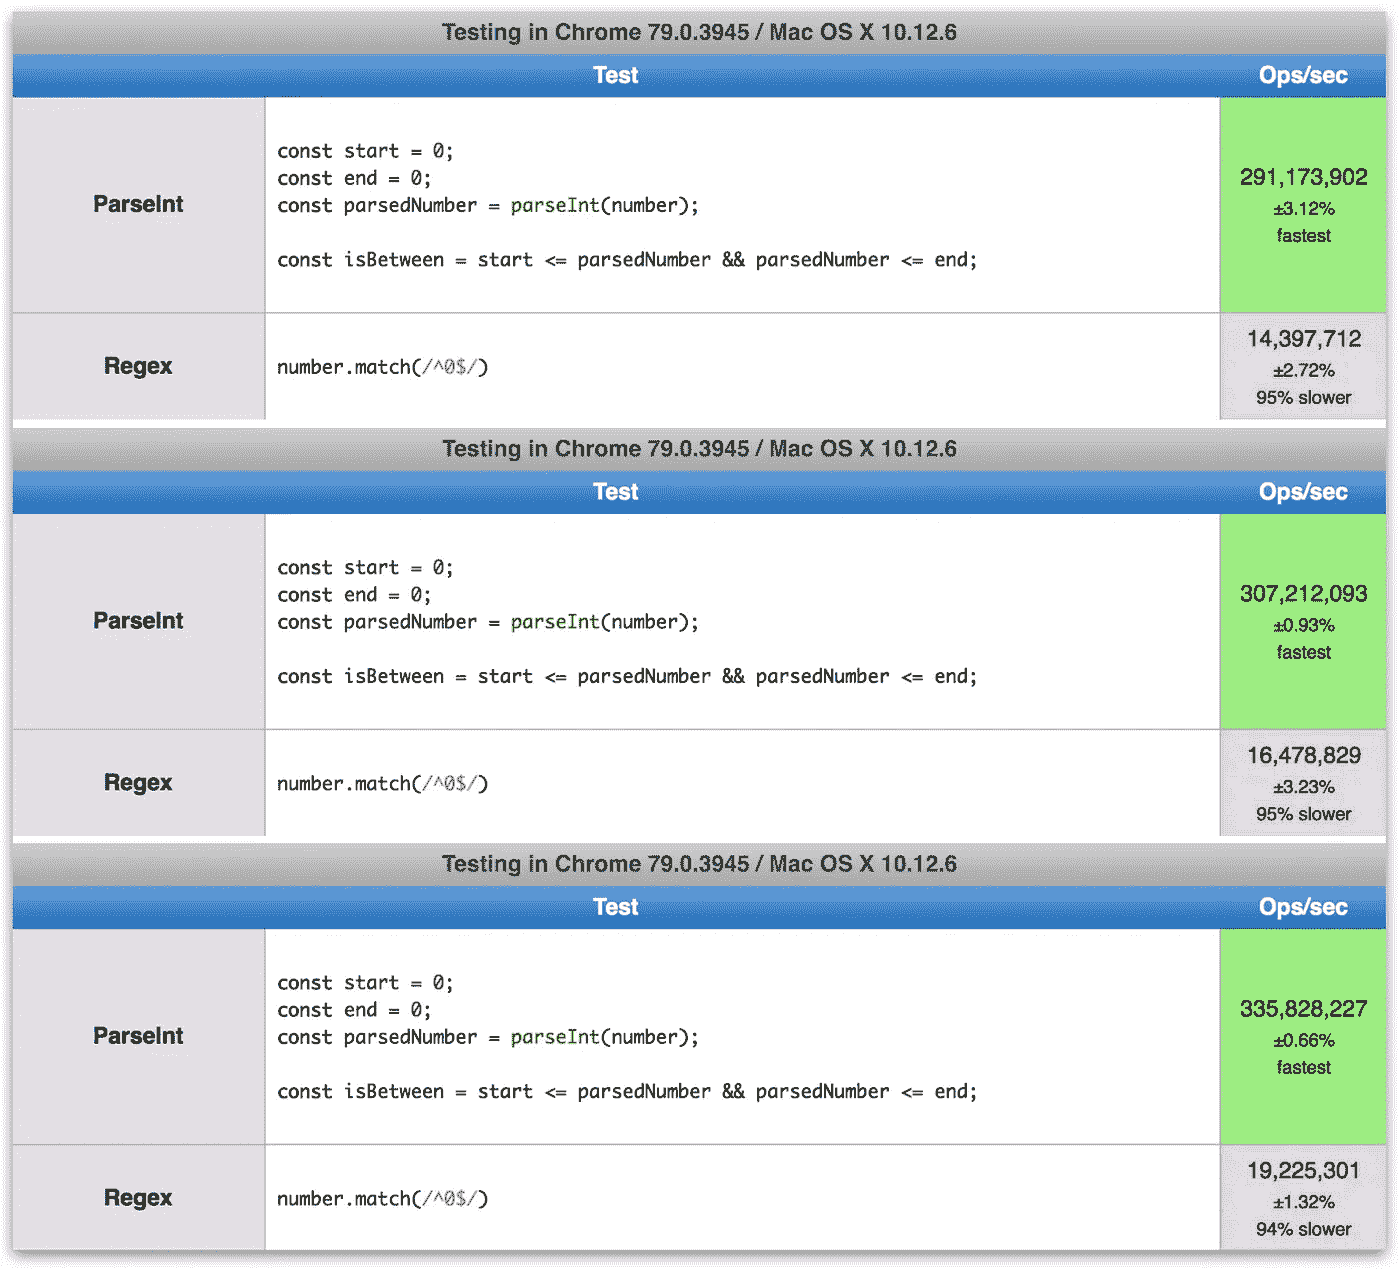 Testing in Chrome 79.0.3945 / Mac OS X 10.12.6
Test Ops/sec
ParseInt
const start = 0;
const end = 0;
const parsedNumber = parseInt(number);
const isBetween = start <= parsedNumber && parsedNumber <= end;
291,173,902
±3.12%
fastest
Regex
number.match(/^0$/)
14,397,712
±2.72%
95% slower
Testing in Chrome 79.0.3945 / Mac OS X 10.12.6
Test Ops/sec
ParseInt
const start = 0;
const end = 0;
const parsedNumber = parseInt(number);
const isBetween = start <= parsedNumber && parsedNumber <= end;
307,212,093
±0.93%
fastest
Regex
number.match(/^0$/)
16,478,829
±3.23%
95% slower
Testing in Chrome 79.0.3945 / Mac OS X 10.12.6
Test Ops/sec
ParseInt
const start = 0;
const end = 0;
const parsedNumber = parseInt(number);
const isBetween = start <= parsedNumber && parsedNumber <= end;
335,828,227
±0.66%
fastest
Regex
number.match(/^0$/)
19,225,301
±1.32%
94% slower